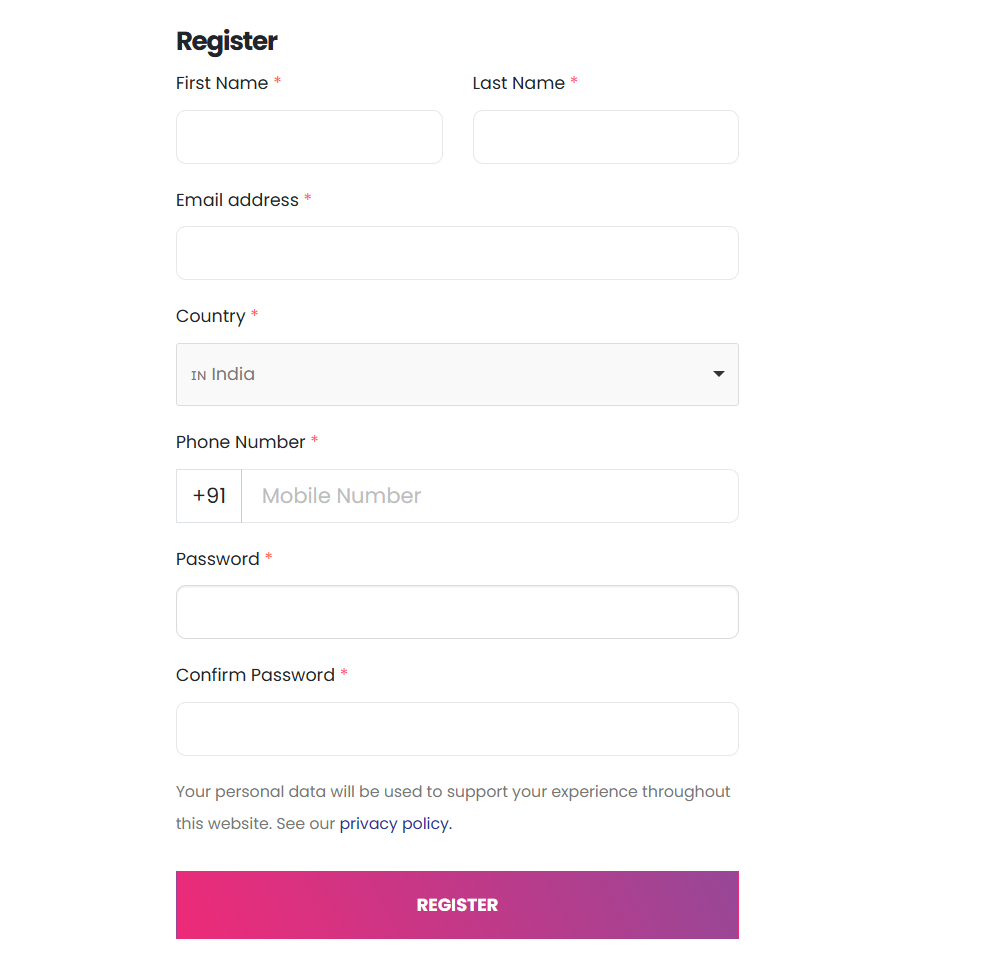 Register
First Name * Last Name *
Email address *
Country *
IN India
Phone Number *
+91 Mobile Number
Password *
Confirm Password *
Your personal data will be used to support your experience throughout
this website. See our privacy policy.
REGISTER